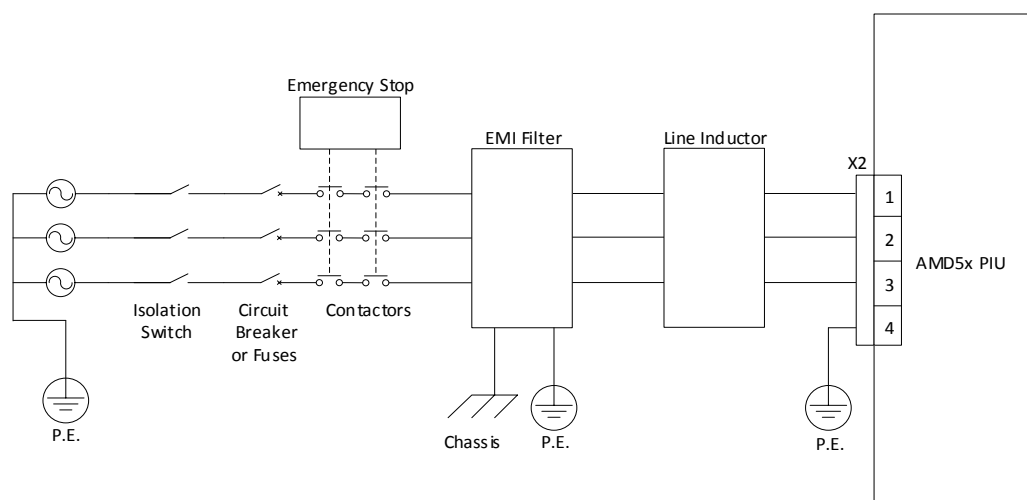 Emergency Stop
EMI Filter
Line Inductor
X2
1
2
3
4
AMD5x PIU
Isolation
Switch
Circuit
Breaker
or Fuses
Contactors
P.E.
Chassis
P.E.
P.E.